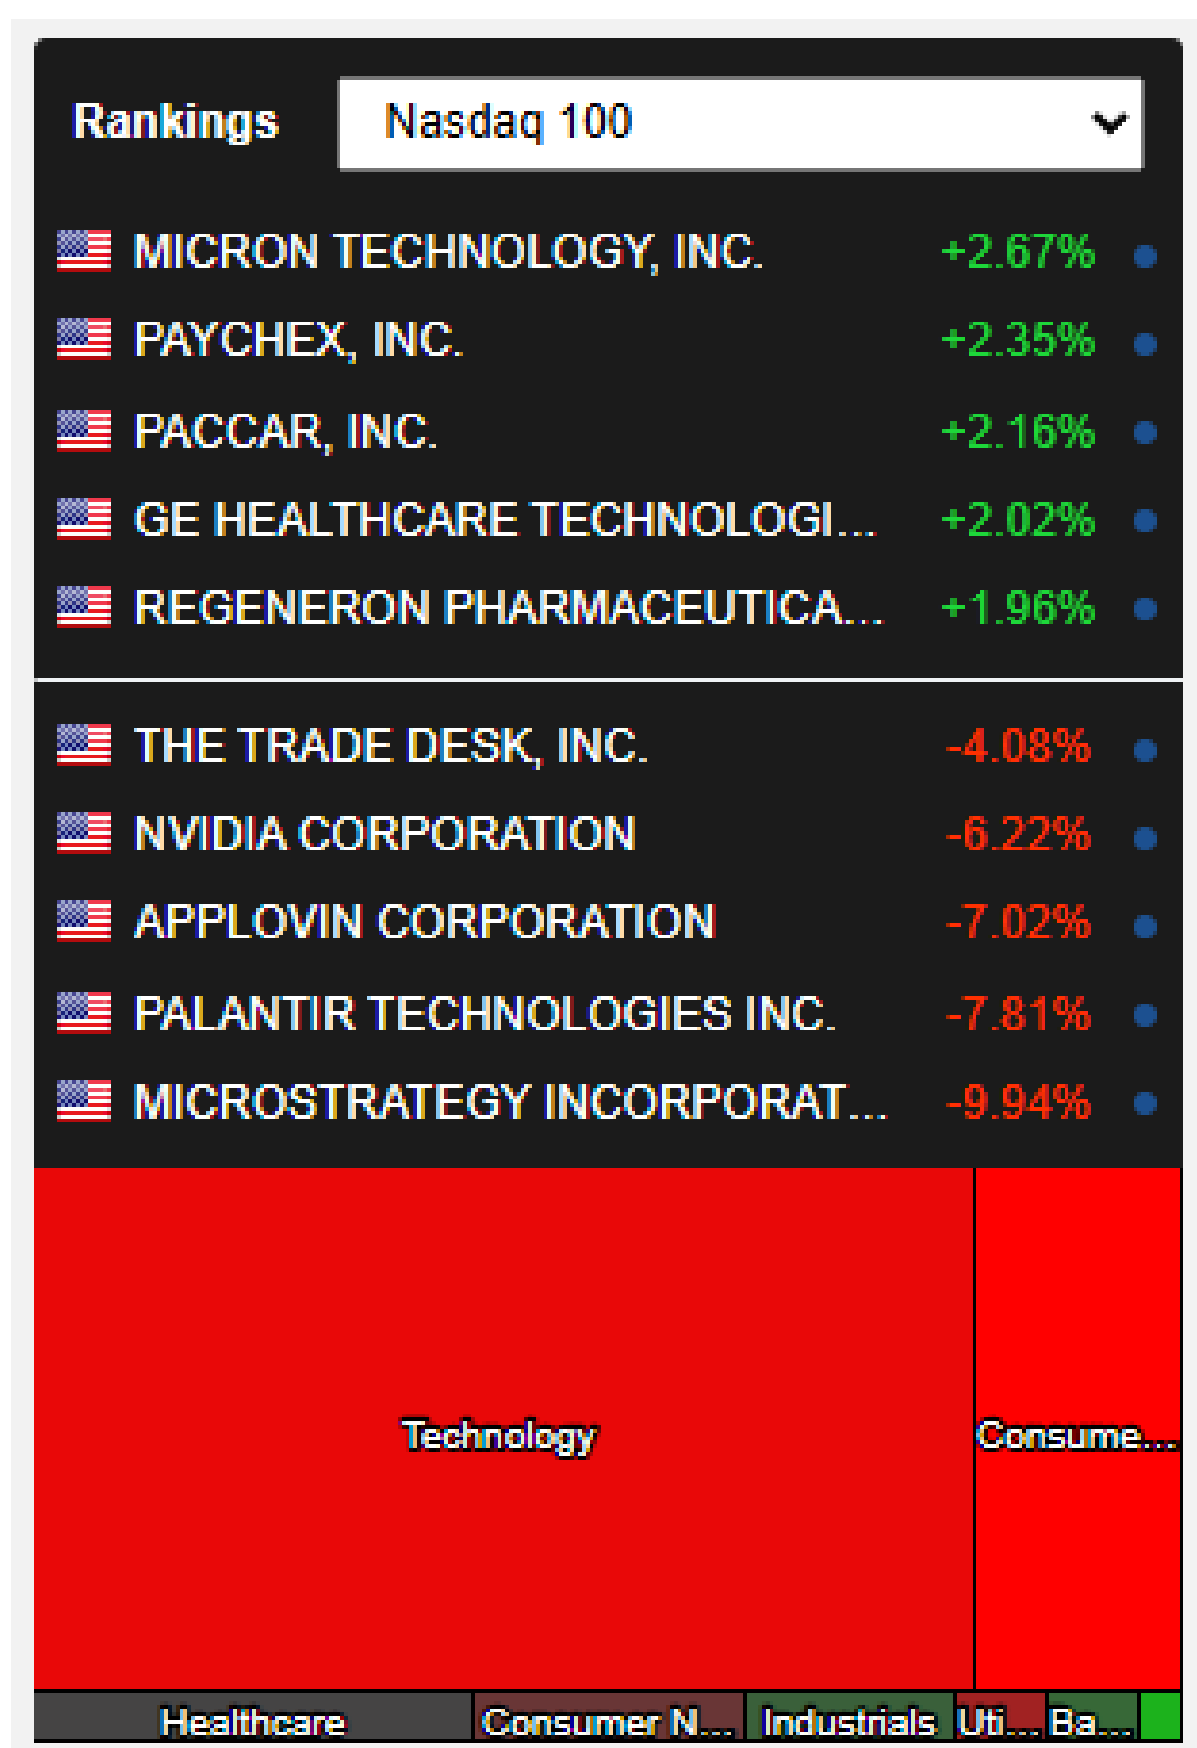 Rankings Nasdaq 100
MICRON TECHNOLOGY, INC. +2.67%
PAYCHEX, INC. +2.35%
PACCAR, INC. +2.16%
GE HEALTHCARE TECHNOLOGI... +2.02%
REGENERON PHARMACEUTICA... +1.96%
THE TRADE DESK, INC. -4.08%
NVIDIA CORPORATION -6.22%
APPLOVIN CORPORATION -7.02%
PALANTIR TECHNOLOGIES INC. -7.81%
MICROSTRATEGY INCORPORAT... -9.94%
Technology Consume...
Healthcare Consumer N... Industrials Uti... Ba...